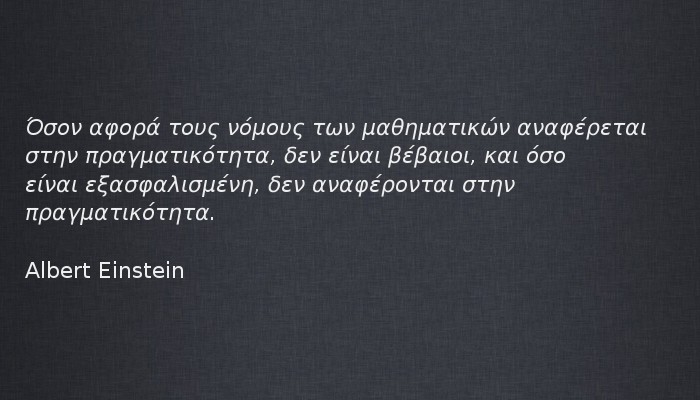 Όσον αφορά τους νόμους των μαθηματικών αναφέρεται
στην πραγματικότητα, δεν είναι βέβαιοι, και όσο
είναι εξασφαλισμένη, δεν αναφέρονται στην
πραγματικότητα.
Albert Einstein